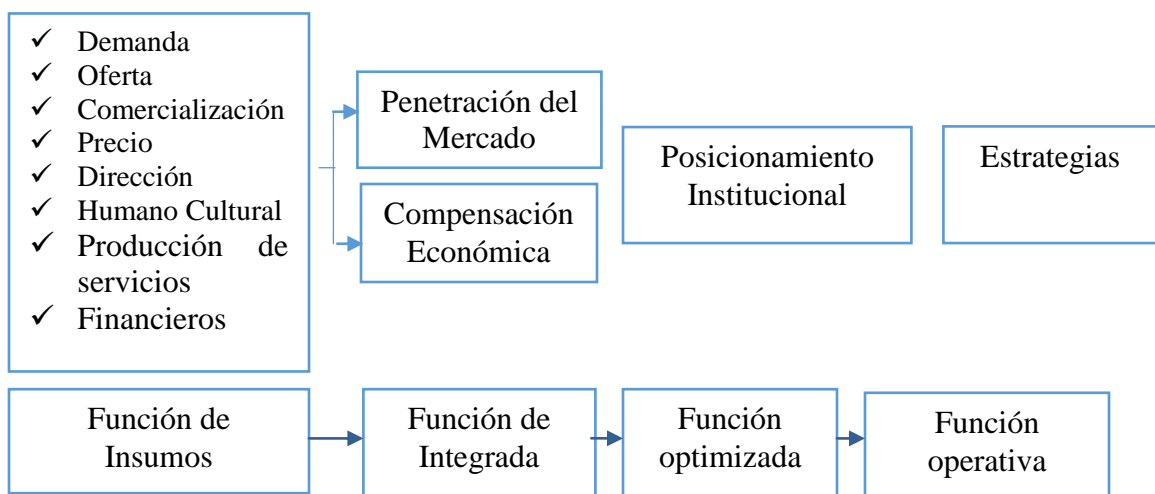 ✓ Demanda
✓ Oferta
✓ Comercialización
✓ Precio
✓ Dirección
✓ Humano Cultural
✓ Producción de
servicios
✓ Financieros
Penetración del
Mercado
Compensación
Económica
Posicionamiento
Institucional
Estrategias
Función de
Insumos
Función de
Integrada
Función
optimizada
Función
operativa